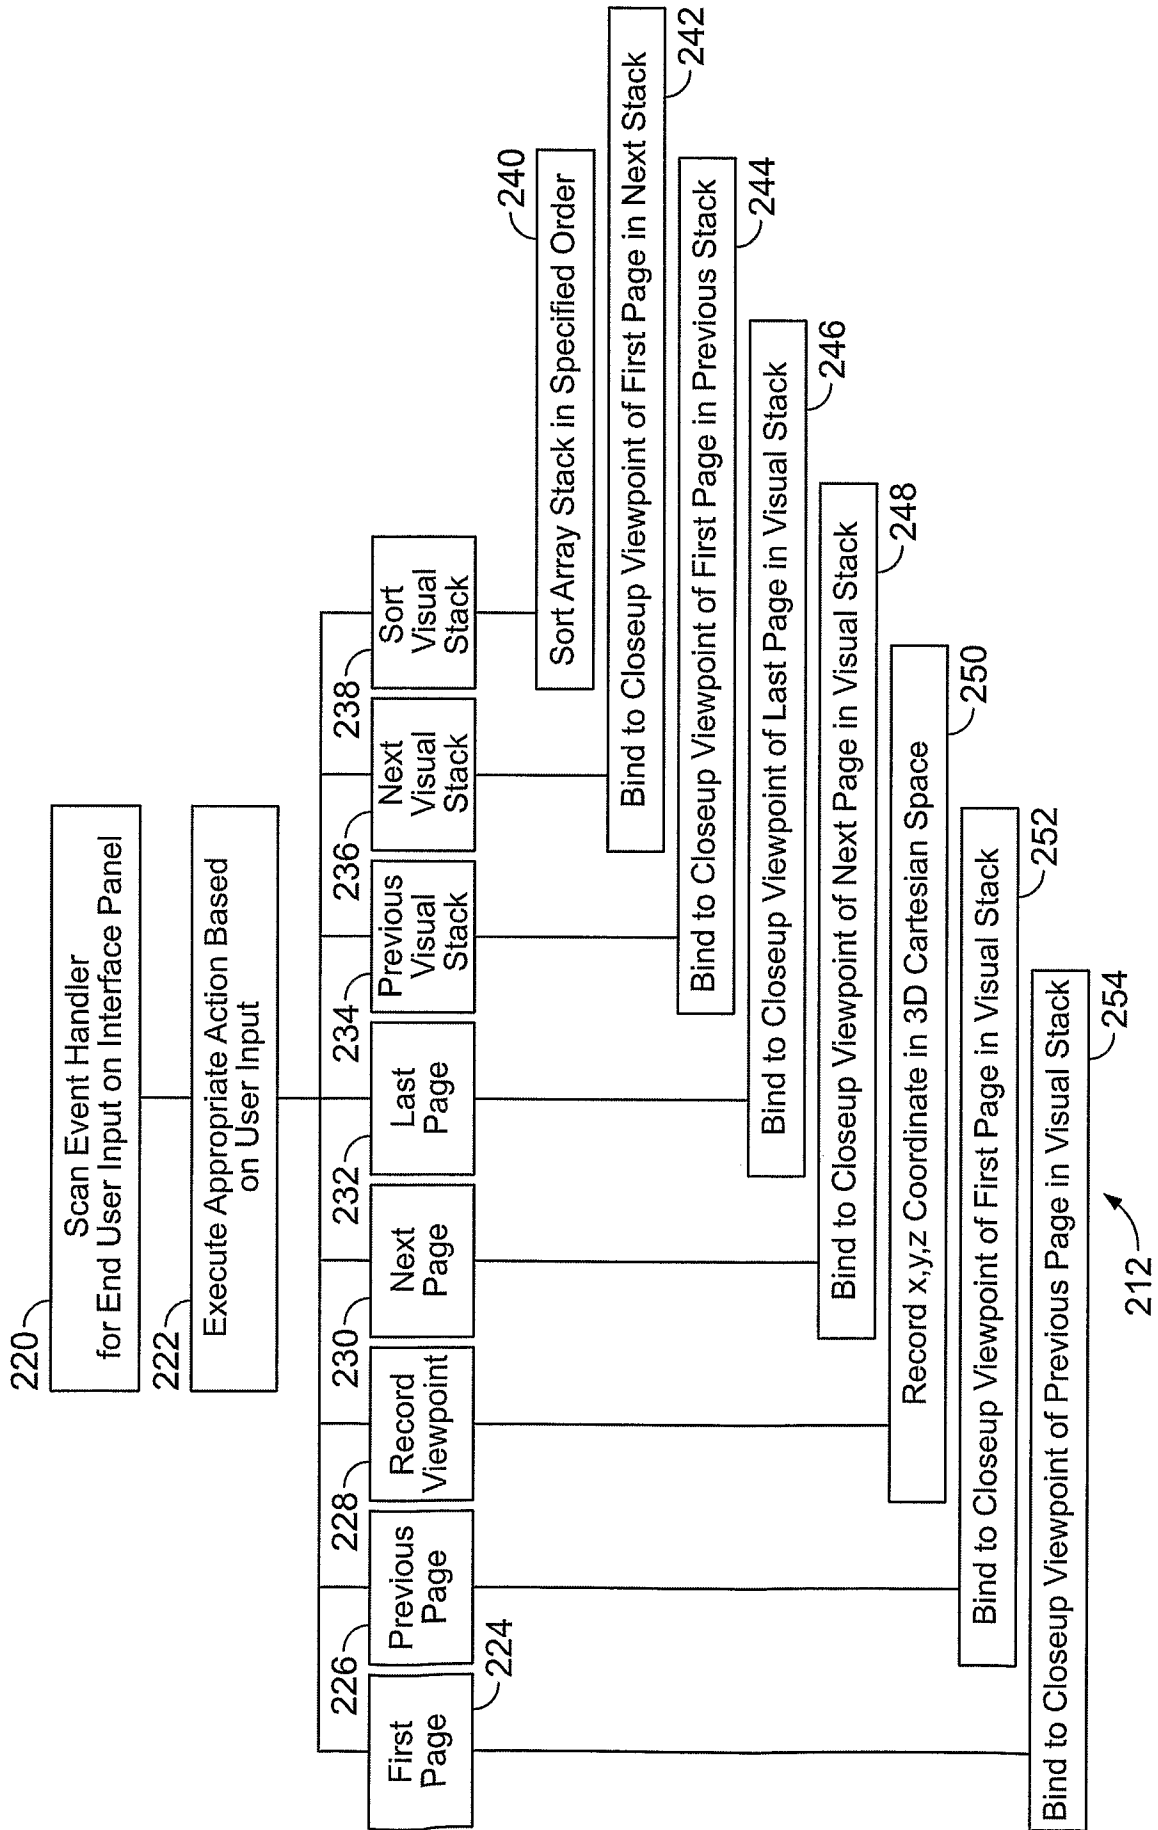 220
Scan Event Handler
for End User Input on Interface Panel
222
Execute Appropriate Action Based
on User Input
First
Page
224
226
Previous
Page
228
Record
Viewpoint
230
Next
Page
232
Last
Page
234
Previous
Visual
Stack
236
Next
Visual
Stack
238
Sort
Visual
Stack
240
Sort Array Stack in Specified Order
Bind to Closeup Viewpoint of First Page in Next Stack
242
Bind to Closeup Viewpoint of First Page in Previous Stack
244
Bind to Closeup Viewpoint of Last Page in Visual Stack
246
Bind to Closeup Viewpoint of Next Page in Visual Stack
248
Record x,y,z Coordinate in 3D Cartesian Space
250
Bind to Closeup Viewpoint of First Page in Visual Stack
252
Bind to Closeup Viewpoint of Previous Page in Visual Stack
254
212